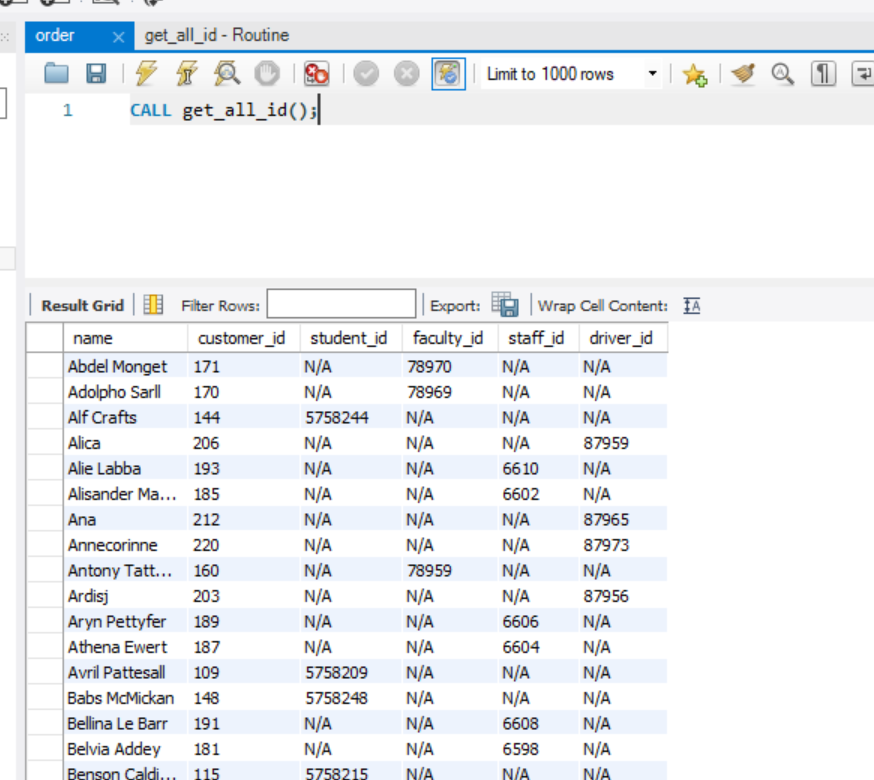 order × get_all_id - Routine
Limit to 1000 rows
1 CALL get_all_id();
Result Grid Filter Rows: Export: Wrap Cell Content:
name customer_id student_id faculty_id staff_id driver_id
Abdel Monget 171 N/A 78970 N/A N/A
Adolpho Sarll 170 N/A 78969 N/A N/A
Alf Crafts 144 5758244 N/A N/A N/A
Alica 206 N/A N/A N/A 87959
Alie Labba 193 N/A N/A 6610 N/A
Alisander Ma... 185 N/A N/A 6602 N/A
Ana 212 N/A N/A N/A 87965
Annecorinne 220 N/A N/A N/A 87973
Antony Tatt... 160 N/A 78959 N/A N/A
Ardisj 203 N/A N/A N/A 87956
Aryn Pettyfer 189 N/A N/A 6606 N/A
Athena Ewert 187 N/A N/A 6604 N/A
Avril Pattesall 109 5758209 N/A N/A N/A
Babs McMickan 148 5758248 N/A N/A N/A
Bellina Le Barr 191 N/A N/A 6608 N/A
Belvia Addey 181 N/A N/A 6598 N/A
Benson Caldi... 115 5758215 N/A N/A N/A